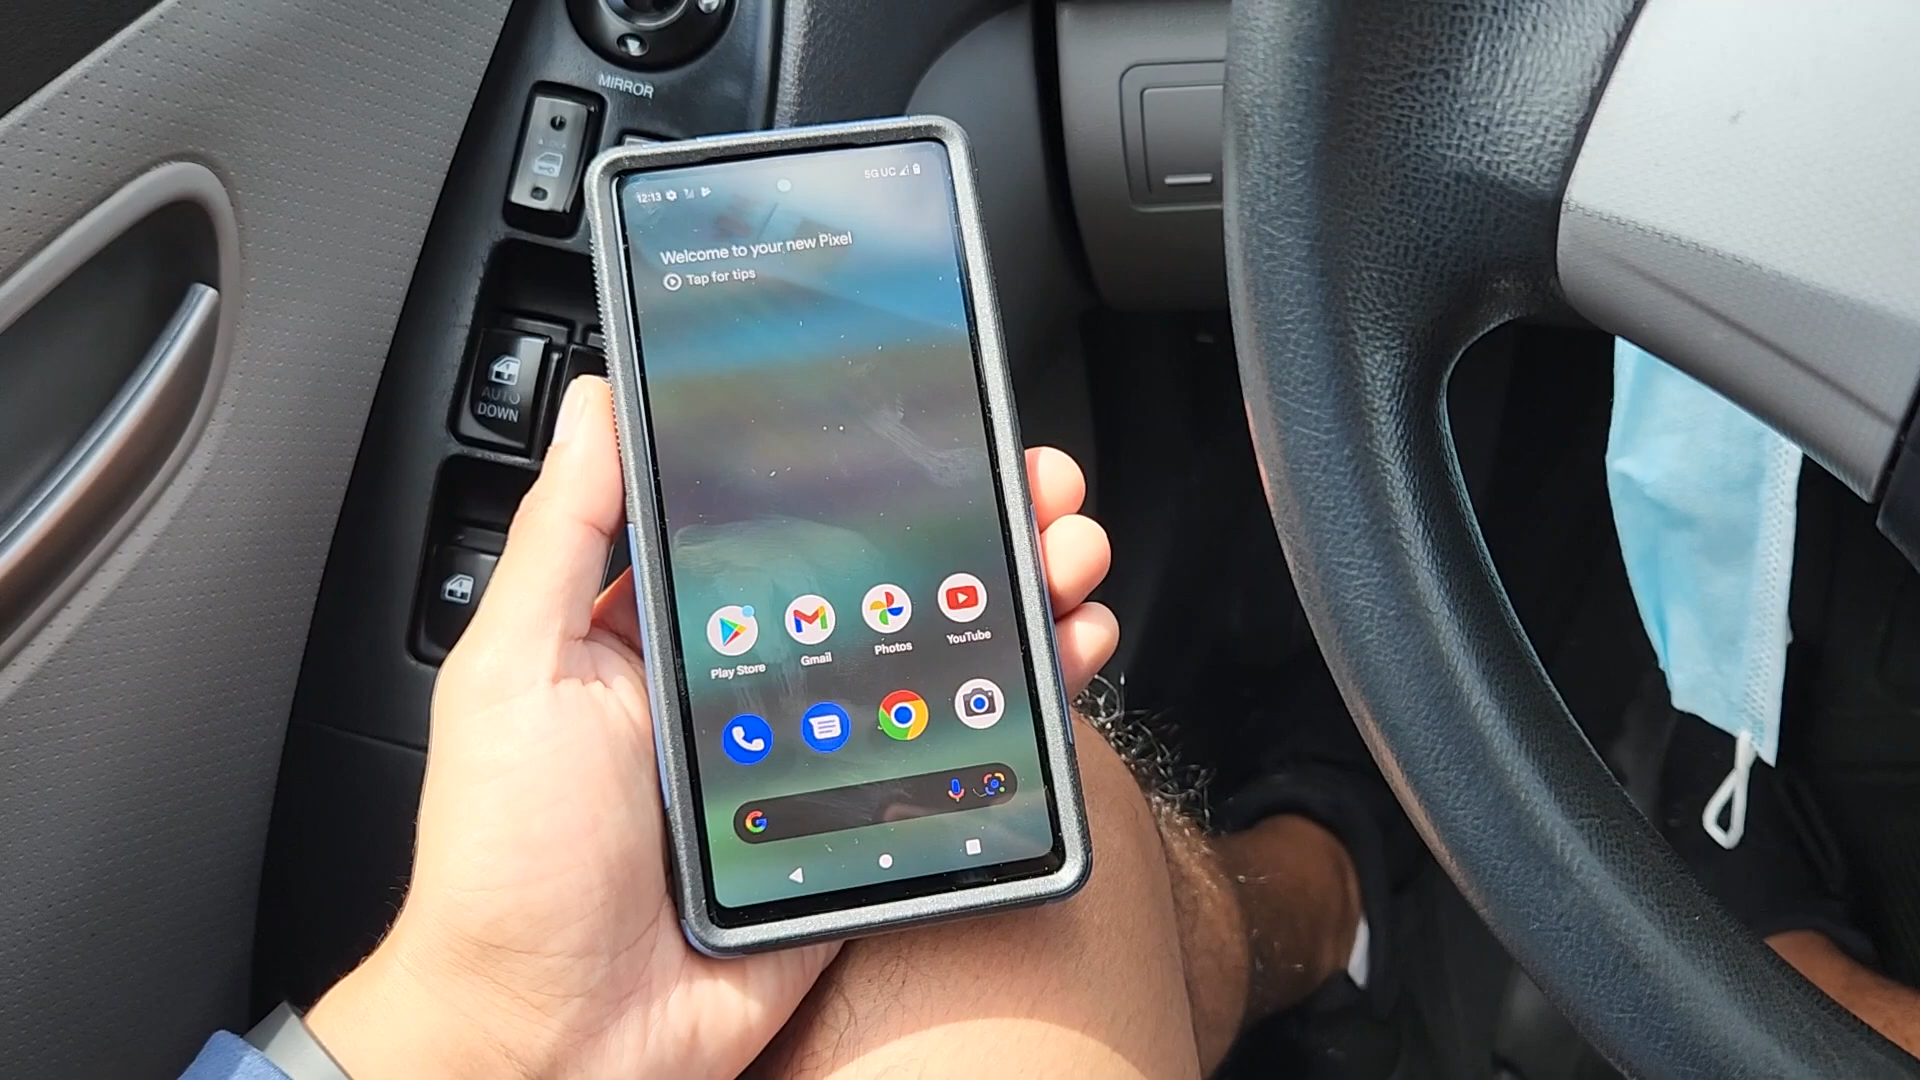 MIRROR
12:13
5G UC
Welcome to your new Pixel
Tap for tips
AUTO
DOWN
Play Store
Gmail
Photos
YouTube